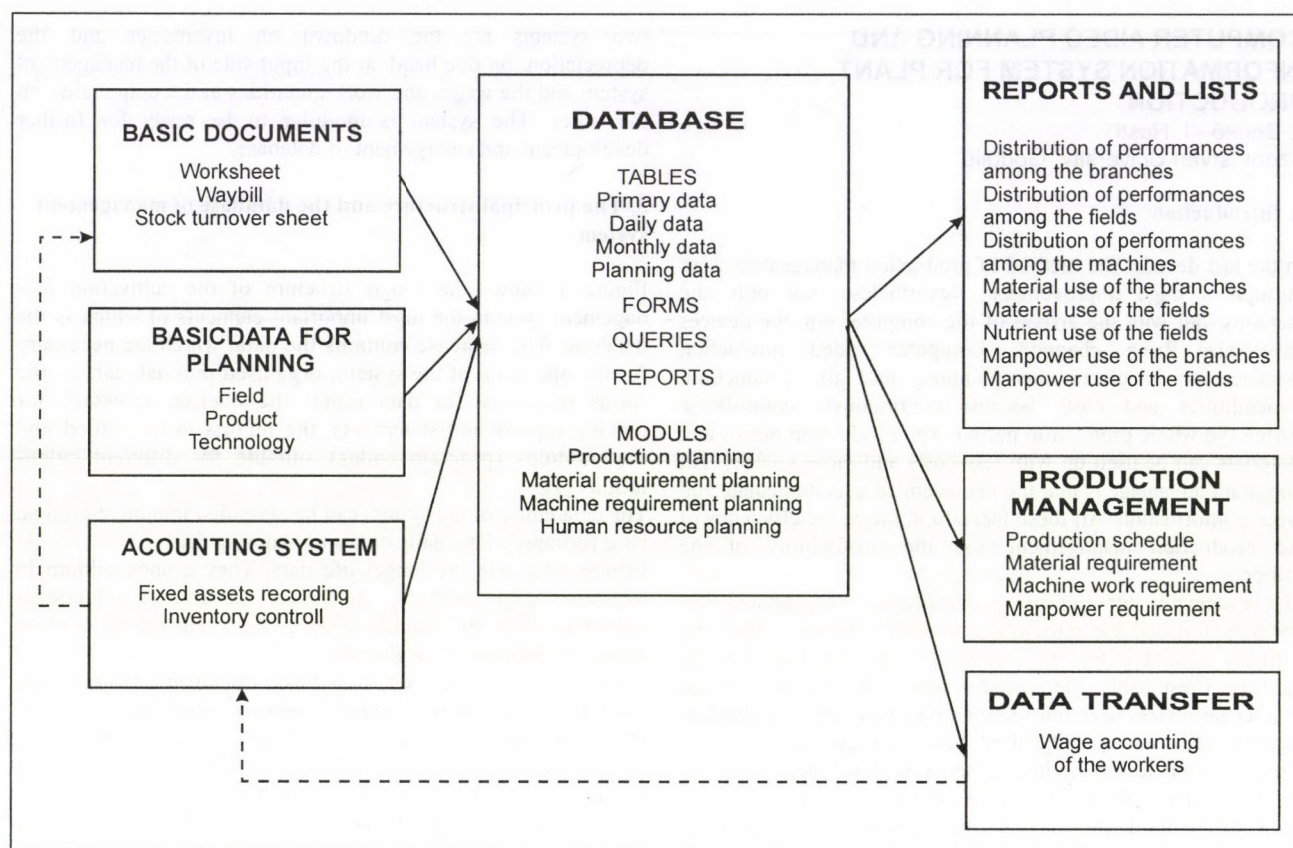 BASIC DOCUMENTS
Worksheet
Waybill
Stock turnover sheet
BASIC DATA FOR
PLANNING
Field
Product
Technology
ACOUNTING SYSTEM
Fixed assets recording
Inventory controll
DATABASE
TABLES
Primary data
Daily data
Monthly data
Planning data
FORMS
QUERIES
REPORTS
MODULS
Production planning
Material requirement planning
Machine requirement planning
Human resource planning
REPORTS AND LISTS
Distribution of performances
among the branches
Distribution of performances
among the fields
Distribution of performances
among the machines
Material use of the branches
Material use of the fields
Nutrient use of the fields
Manpower use of the branches
Manpower use of the fields
PRODUCTION
MANAGEMENT
Production schedule
Material requirement
Machine work requirement
Manpower requirement
DATA TRANSFER
Wage accounting
of the workers